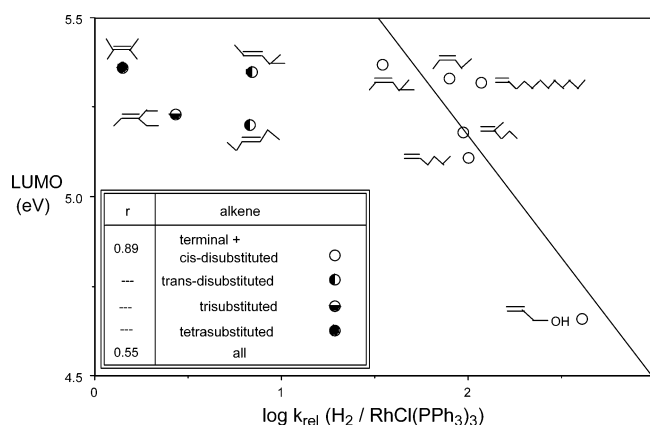 5.5
LUMO
(eV)
5.0
OH
r alkene
0.89 terminal +
cis-disubstituted
--- trans-disubstituted
--- trisubstituted
--- tetrasubstituted
0.55 all
4.5
0 1 2
log k_rel (H₂ / RhCl(PPh₃)₃)